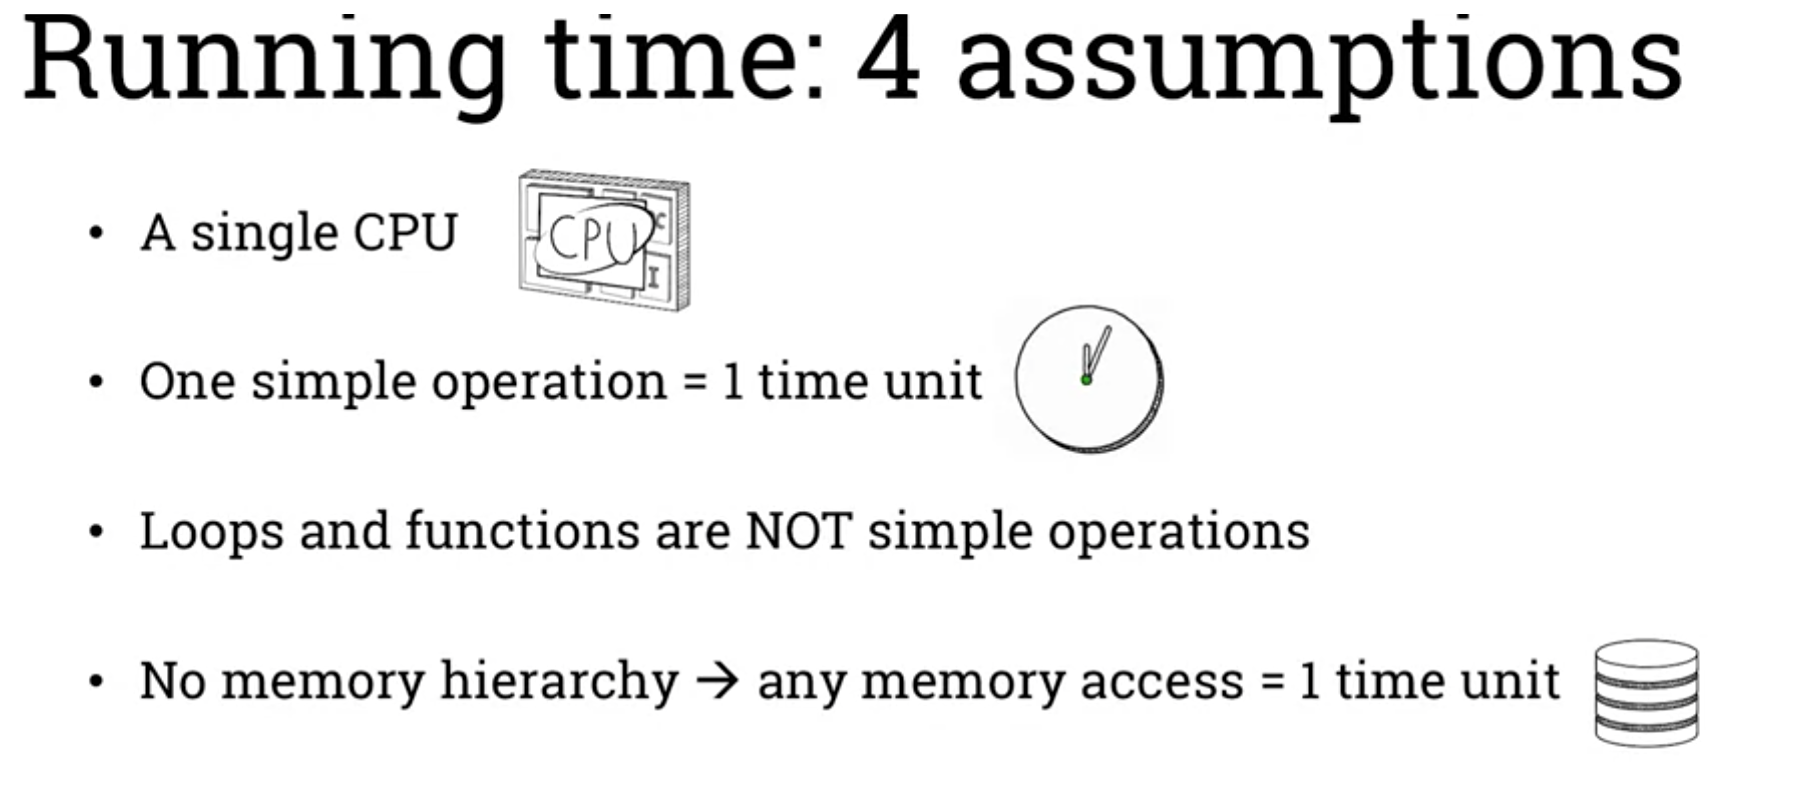 Running time: 4 assumptions
• A single CPU
CPU
C
I
• One simple operation = 1 time unit
• Loops and functions are NOT simple operations
• No memory hierarchy → any memory access = 1 time unit